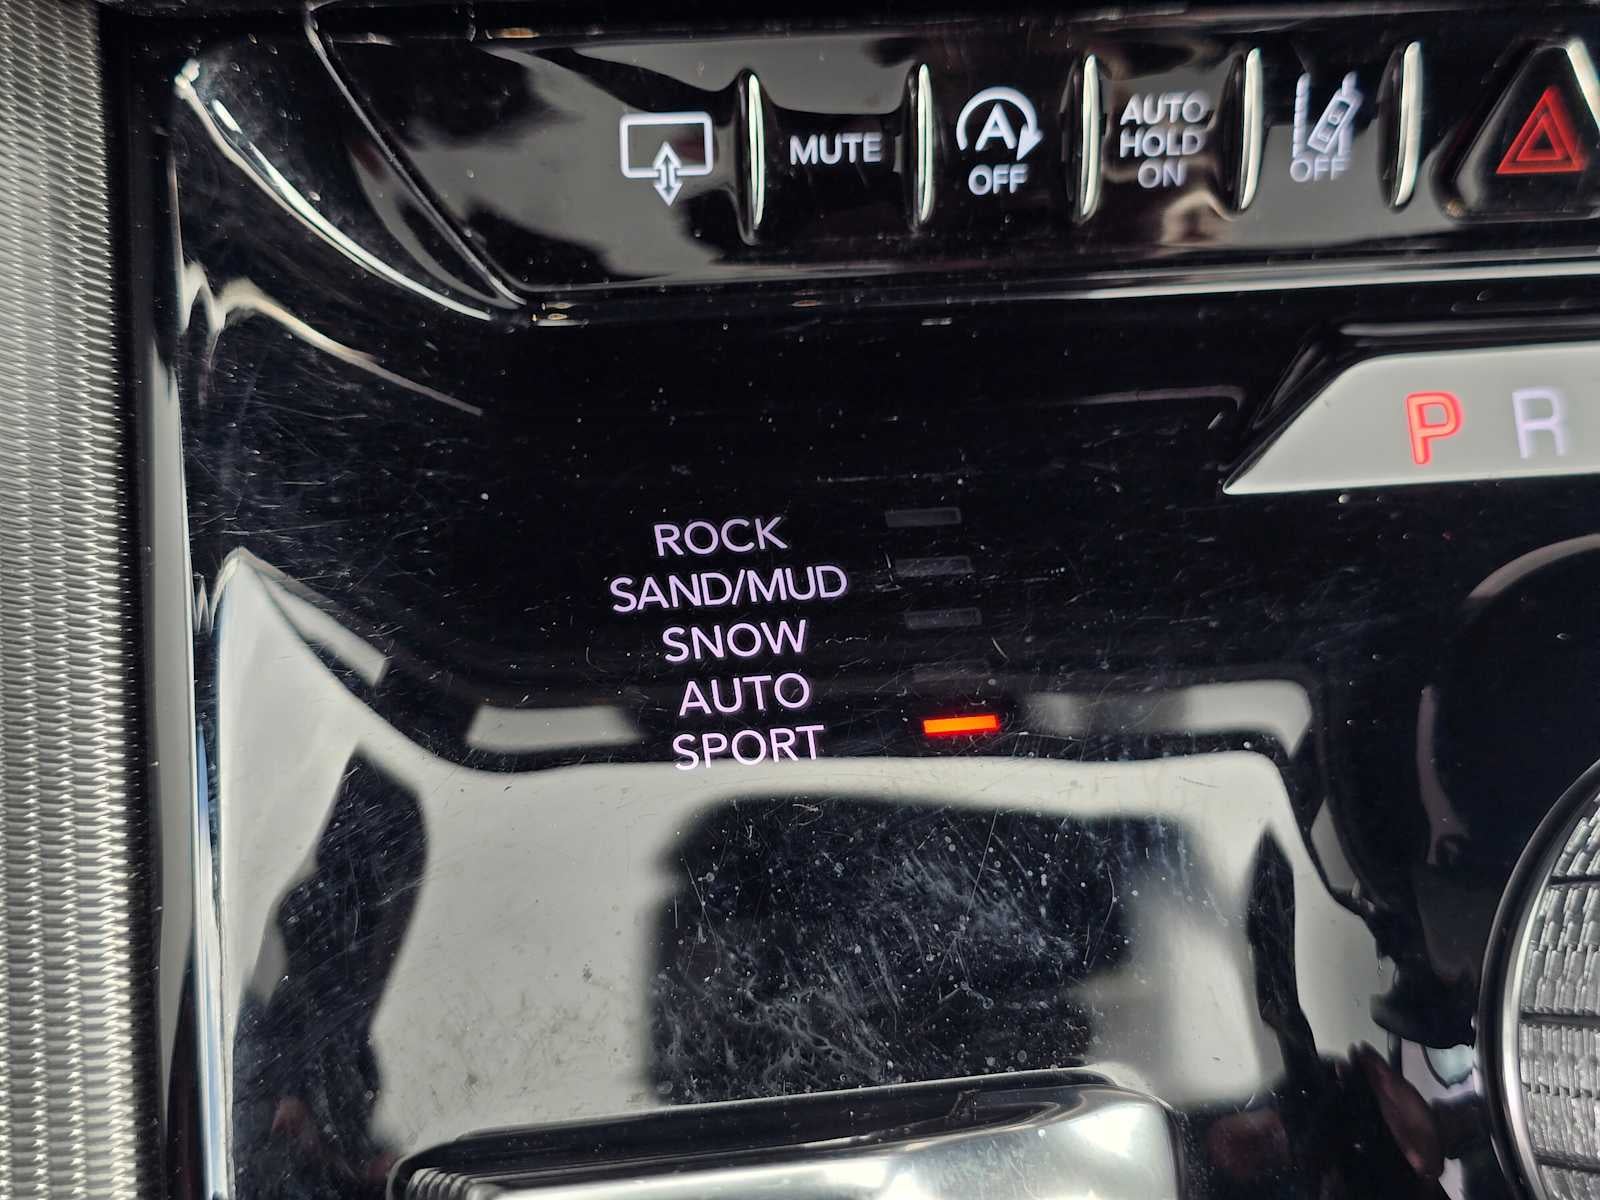 MUTE
A
OFF
AUTO
HOLD
ON
OFF
P R
ROCK
SAND/MUD
SNOW
AUTO
SPORT